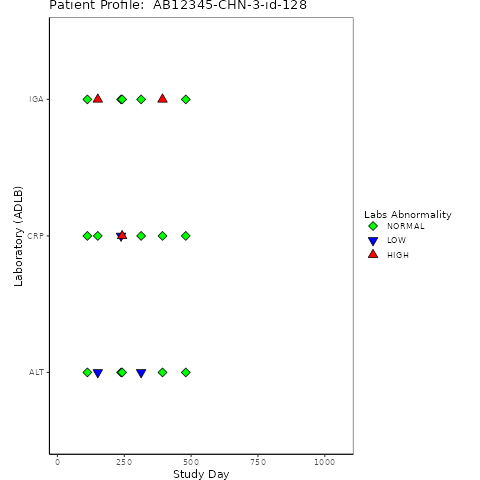 Patient Profile:  AB12345-CHN-3-id-128
IGA
CRP
ALT
Laboratory (ADLB)
0
250
500
750
1000
Study Day
Labs Abnormality
NORMAL
LOW
HIGH